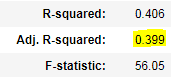 R-squared: 0.406
Adj. R-squared: 0.399
F-statistic: 56.05